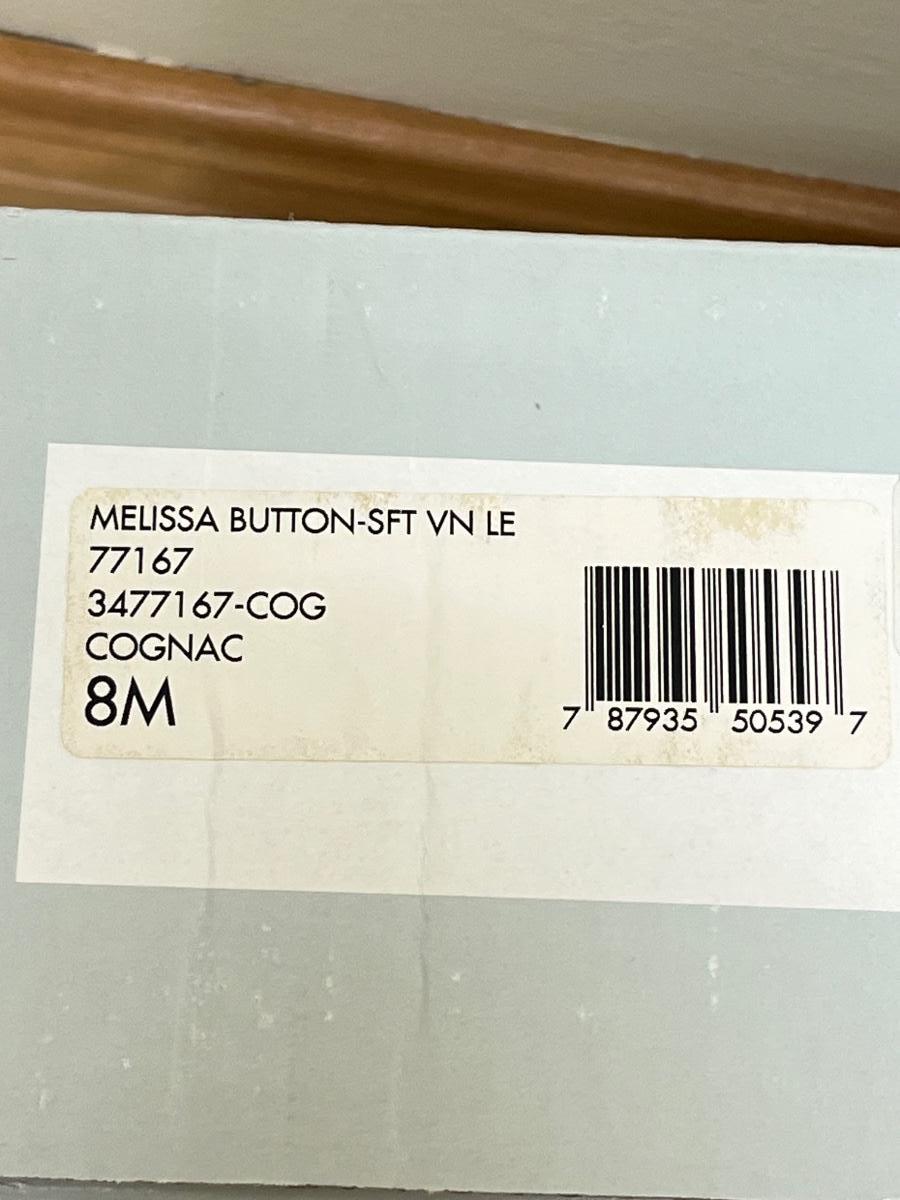 MELISSA BUTTON-SFT VN LE
77167
3477167-COG
COGNAC
8M
7 87935 50539 7